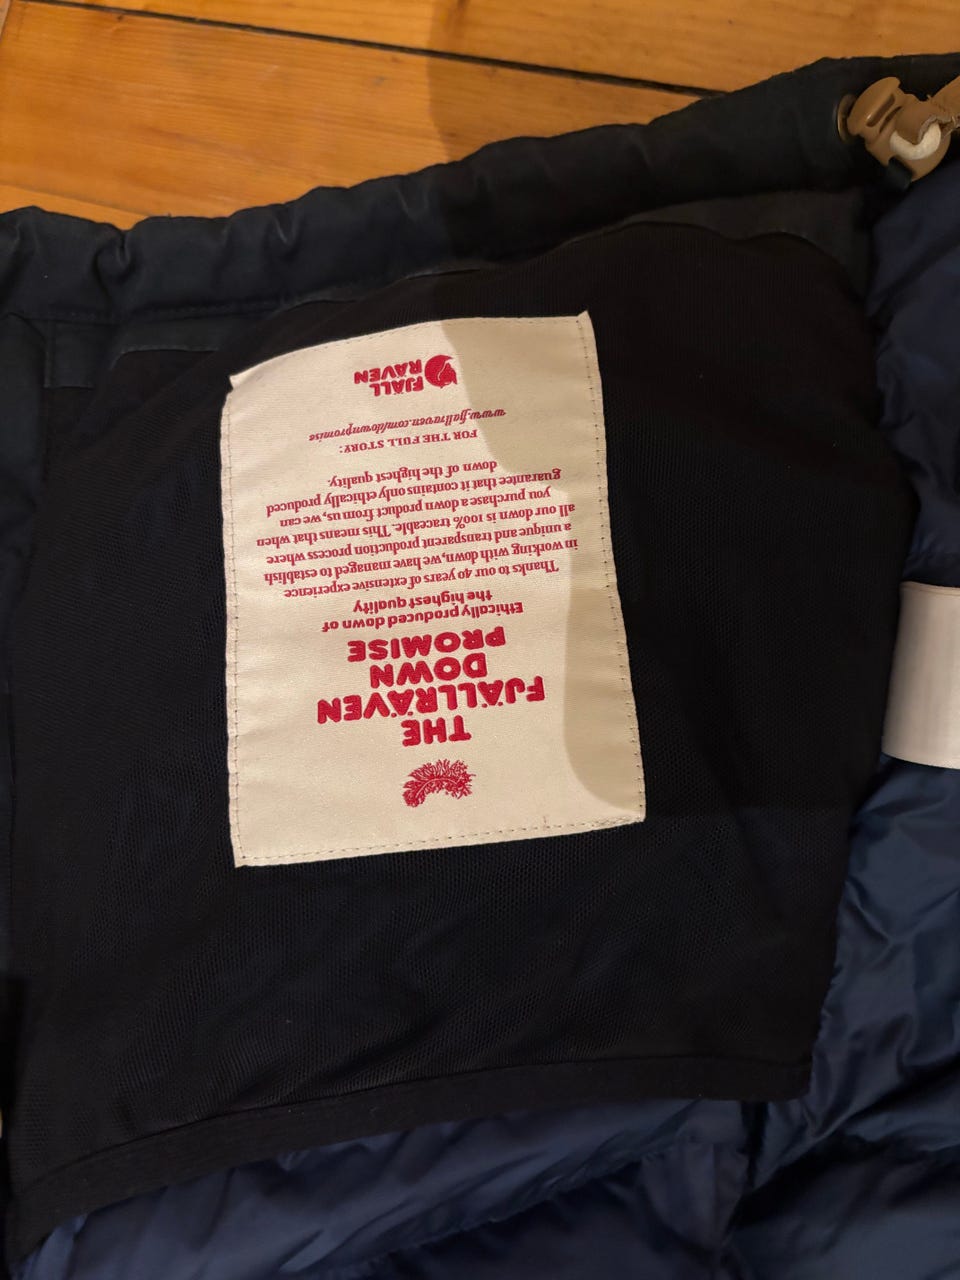 THE
FJÄLLRÄVEN
DOWN
PROMISE
Ethically produced down of
the highest quality
Thanks to our 40 years of extensive experience
in working with down, we have managed to establish
a unique and transparent production process where
all our down is 100% traceable. This means that when
you purchase a down product from us, we can
guarantee that it contains only ethically produced
down of the highest quality.
FOR THE FULL STORY:
www.fjallraven.com/downpromise
FJÄLL
RÄVEN